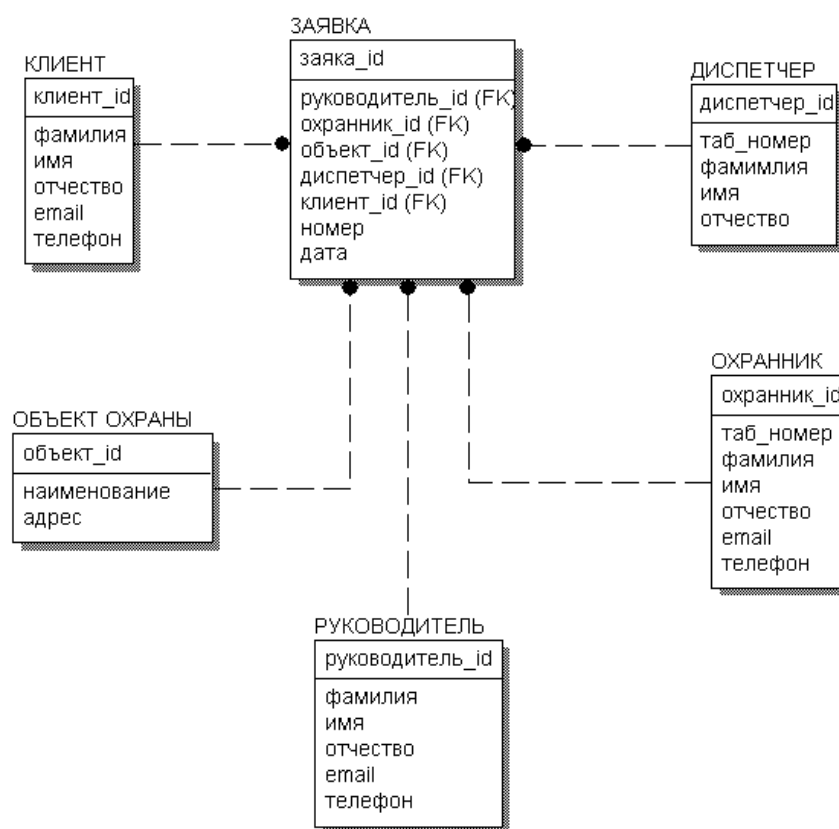 ЗАЯВКА
заяка_id
руководитель_id (FK)
охранник_id (FK)
объект_id (FK)
диспетчер_id (FK)
клиент_id (FK)
номер
дата
КЛИЕНТ
клиент_id
фамилия
имя
отчество
email
телефон
ДИСПЕТЧЕР
диспетчер_id
таб_номер
фамимлия
имя
отчество
ОХРАННИК
охранник_id
таб_номер
фамилия
имя
отчество
email
телефон
ОБЪЕКТ ОХРАНЫ
объект_id
наименование
адрес
РУКОВОДИТЕЛЬ
руководитель_id
фамилия
имя
отчество
email
телефон